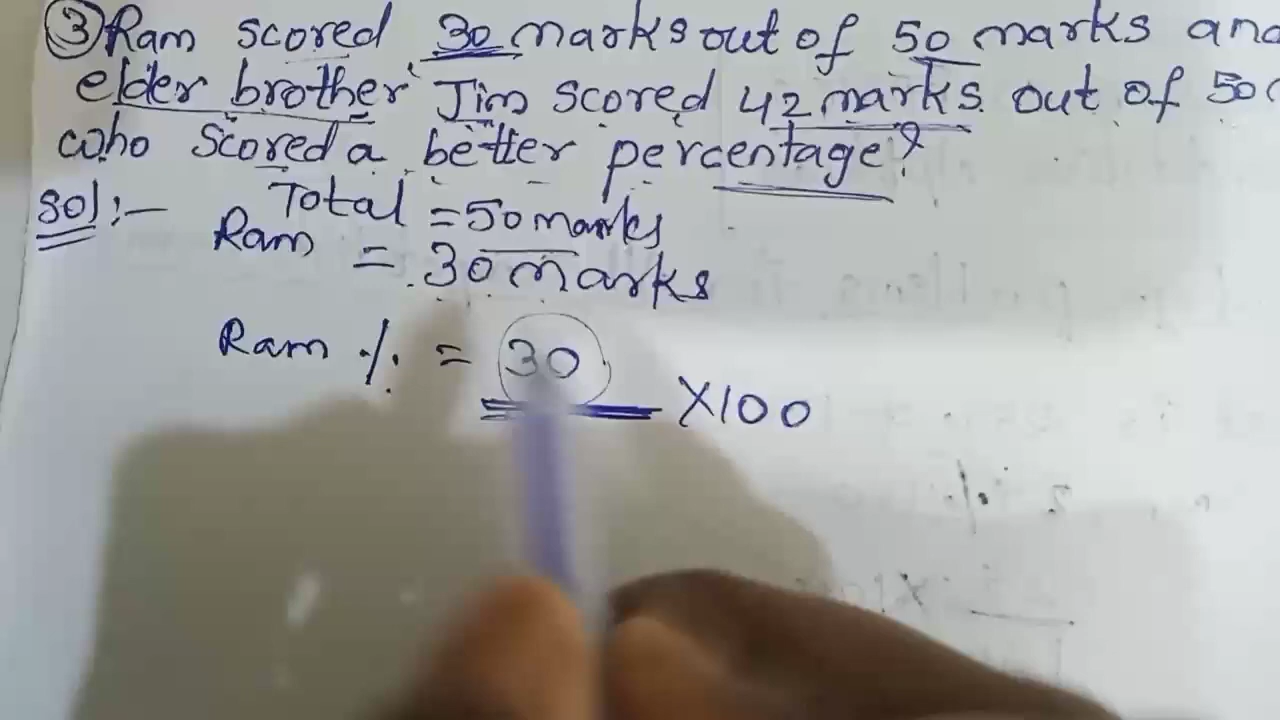 ③ Ram scored 30 marks out of 50 marks and
elder brother Jim scored 42 marks out of 50
who scored a better percentage?
Sol:- Total = 50 marks
Ram = 30 marks
Ram % = 30 ×100